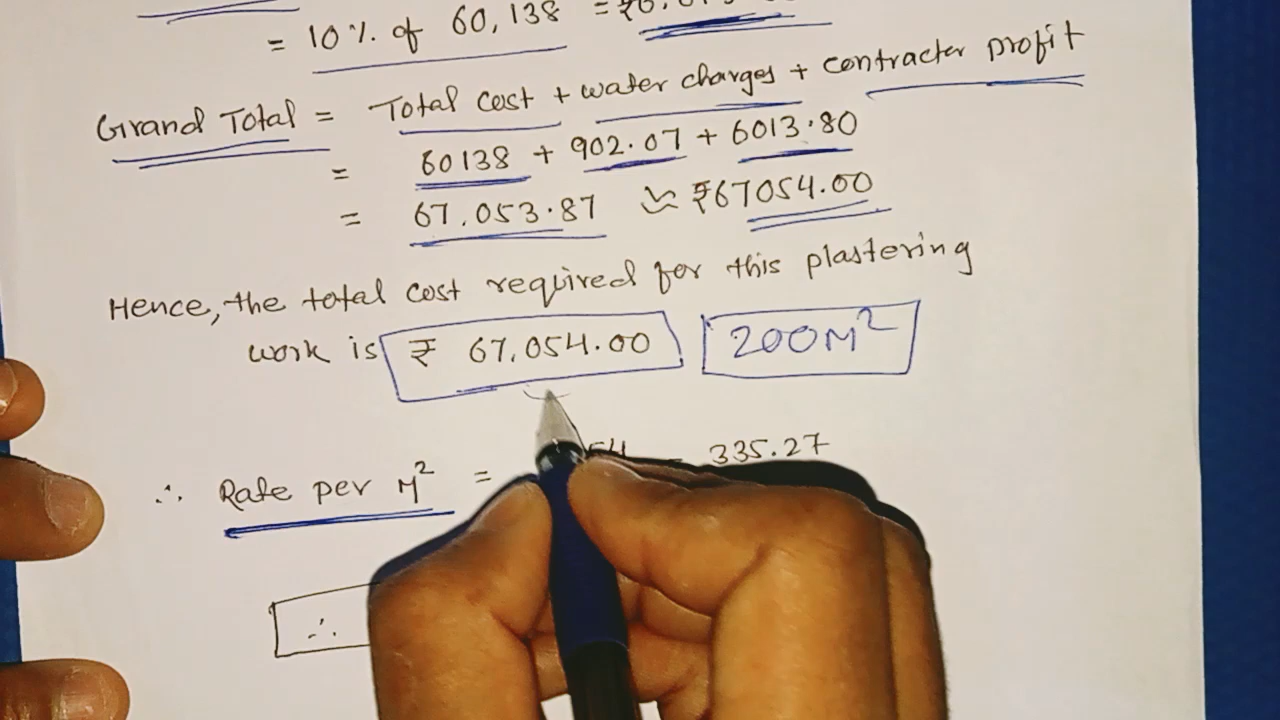 = 10%. of 60,138 =
Grand Total = Total Cost + water charges + contracter profit
= 60138 + 902.07 + 6013.80
= 67.053.87 ≈ ₹67054.00
Hence, the total cost required for this plastering
work is ₹ 67,054.00 200M²
∴ Rate per M² = 54 = 335.27
∴